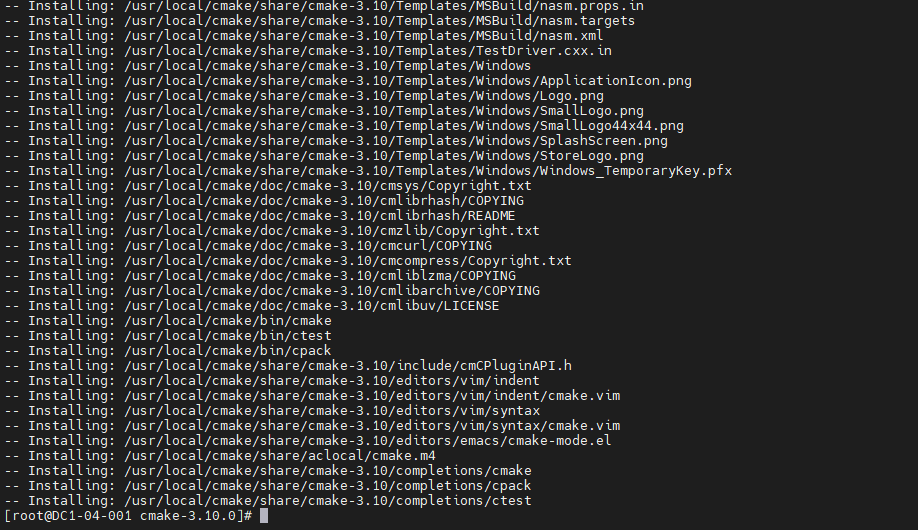 -- Installing: /usr/local/cmake/share/cmake-3.10/Templates/MSBuild/nasm.props.in
-- Installing: /usr/local/cmake/share/cmake-3.10/Templates/MSBuild/nasm.targets
-- Installing: /usr/local/cmake/share/cmake-3.10/Templates/MSBuild/nasm.xml
-- Installing: /usr/local/cmake/share/cmake-3.10/Templates/TestDriver.cxx.in
-- Installing: /usr/local/cmake/share/cmake-3.10/Templates/Windows
-- Installing: /usr/local/cmake/share/cmake-3.10/Templates/Windows/ApplicationIcon.png
-- Installing: /usr/local/cmake/share/cmake-3.10/Templates/Windows/Logo.png
-- Installing: /usr/local/cmake/share/cmake-3.10/Templates/Windows/SmallLogo.png
-- Installing: /usr/local/cmake/share/cmake-3.10/Templates/Windows/SmallLogo44x44.png
-- Installing: /usr/local/cmake/share/cmake-3.10/Templates/Windows/SplashScreen.png
-- Installing: /usr/local/cmake/share/cmake-3.10/Templates/Windows/StoreLogo.png
-- Installing: /usr/local/cmake/share/cmake-3.10/Templates/Windows/Windows_TemporaryKey.pfx
-- Installing: /usr/local/cmake/doc/cmake-3.10/cmsys/Copyright.txt
-- Installing: /usr/local/cmake/doc/cmake-3.10/cmlibrhash/COPYING
-- Installing: /usr/local/cmake/doc/cmake-3.10/cmlibrhash/README
-- Installing: /usr/local/cmake/doc/cmake-3.10/cmzlib/Copyright.txt
-- Installing: /usr/local/cmake/doc/cmake-3.10/cmcurl/COPYING
-- Installing: /usr/local/cmake/doc/cmake-3.10/cmcompress/Copyright.txt
-- Installing: /usr/local/cmake/doc/cmake-3.10/cmliblzma/COPYING
-- Installing: /usr/local/cmake/doc/cmake-3.10/cmlibarchive/COPYING
-- Installing: /usr/local/cmake/doc/cmake-3.10/cmlibuv/LICENSE
-- Installing: /usr/local/cmake/bin/cmake
-- Installing: /usr/local/cmake/bin/ctest
-- Installing: /usr/local/cmake/bin/cpack
-- Installing: /usr/local/cmake/share/cmake-3.10/include/cmCPluginAPI.h
-- Installing: /usr/local/cmake/share/cmake-3.10/editors/vim/indent
-- Installing: /usr/local/cmake/share/cmake-3.10/editors/vim/indent/cmake.vim
-- Installing: /usr/local/cmake/share/cmake-3.10/editors/vim/syntax
-- Installing: /usr/local/cmake/share/cmake-3.10/editors/vim/syntax/cmake.vim
-- Installing: /usr/local/cmake/share/cmake-3.10/editors/emacs/cmake-mode.el
-- Installing: /usr/local/cmake/share/aclocal/cmake.m4
-- Installing: /usr/local/cmake/share/cmake-3.10/completions/cmake
-- Installing: /usr/local/cmake/share/cmake-3.10/completions/cpack
-- Installing: /usr/local/cmake/share/cmake-3.10/completions/ctest
[root@DC1-04-001 cmake-3.10.0]#